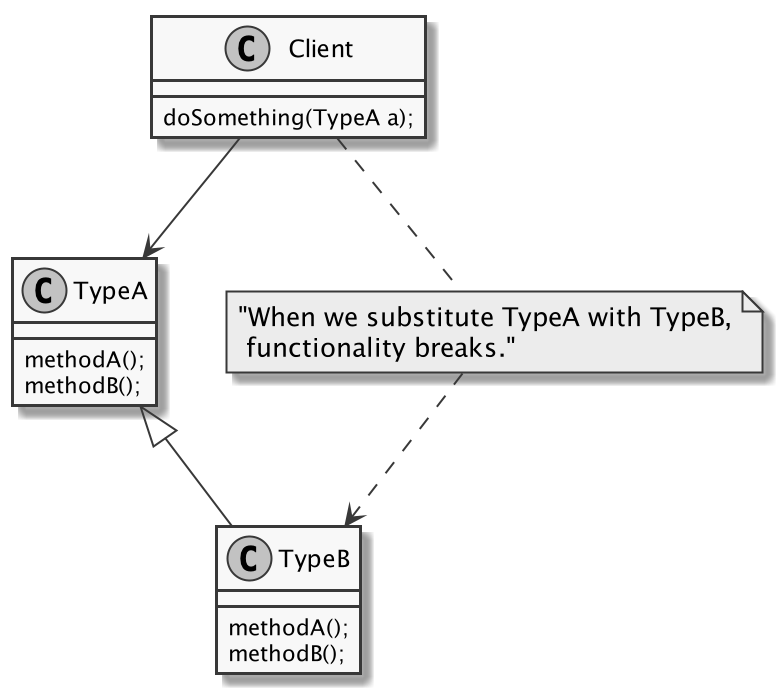 C Client
doSomething(TypeA a);
C TypeA
methodA();
methodB();
"When we substitute TypeA with TypeB,
functionality breaks."
C TypeB
methodA();
methodB();